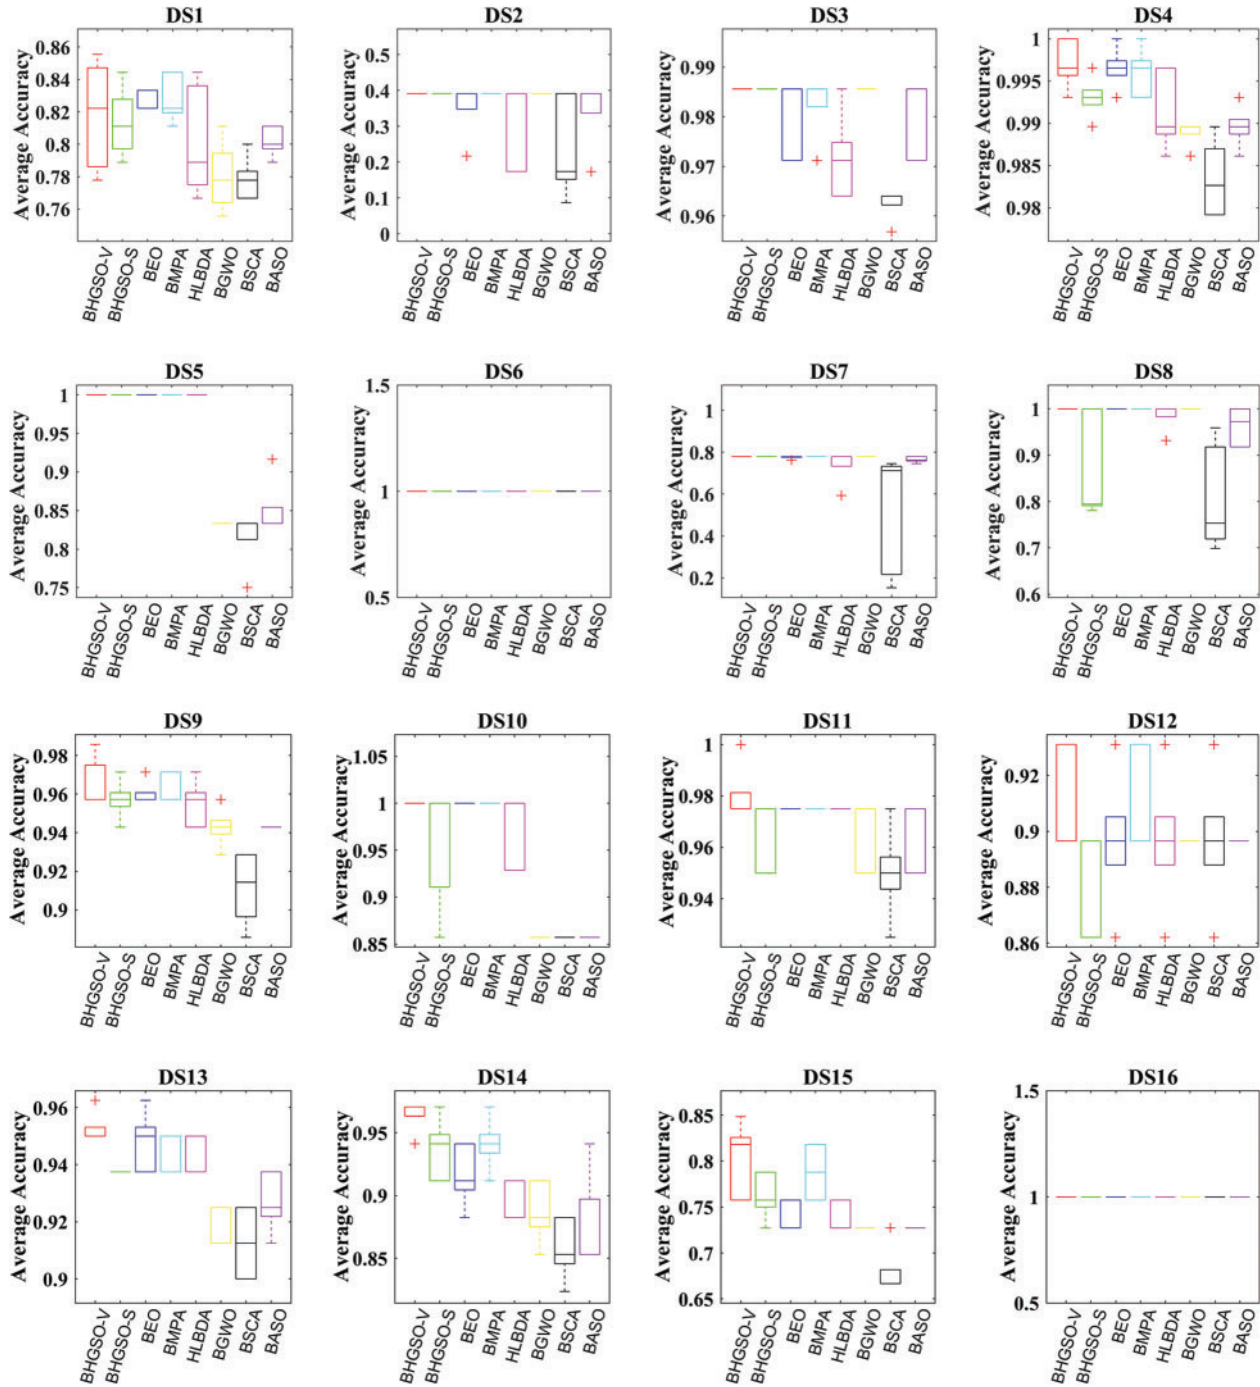 DS1 DS2 DS3 DS4
Average Accuracy Average Accuracy Average Accuracy Average Accuracy
0.86 0.84 0.82 0.8 0.78 0.76
0.5 0.4 0.3 0.2 0.1 0
0.99 0.98 0.97 0.96
1 0.995 0.99 0.985 0.98
BHGSO-V BHGSO-S BEO BMPA HLBDA BGWO BSCA BASO
BHGSO-V BHGSO-S BEO BMPA HLBDA BGWO BSCA BASO
BHGSO-V BHGSO-S BEO BMPA HLBDA BGWO BSCA BASO
BHGSO-V BHGSO-S BEO BMPA HLBDA BGWO BSCA BASO
DS5 DS6 DS7 DS8
Average Accuracy Average Accuracy Average Accuracy Average Accuracy
1 0.95 0.9 0.85 0.8 0.75
1.5 1 0.5
1 0.8 0.6 0.4 0.2
1 0.9 0.8 0.7 0.6
BHGSO-V BHGSO-S BEO BMPA HLBDA BGWO BSCA BASO
BHGSO-V BHGSO-S BEO BMPA HLBDA BGWO BSCA BASO
BHGSO-V BHGSO-S BEO BMPA HLBDA BGWO BSCA BASO
BHGSO-V BHGSO-S BEO BMPA HLBDA BGWO BSCA BASO
DS9 DS10 DS11 DS12
Average Accuracy Average Accuracy Average Accuracy Average Accuracy
0.98 0.96 0.94 0.92 0.9
1.05 1 0.95 0.9 0.85
1 0.98 0.96 0.94
0.92 0.9 0.88 0.86
BHGSO-V BHGSO-S BEO BMPA HLBDA BGWO BSCA BASO
BHGSO-V BHGSO-S BEO BMPA HLBDA BGWO BSCA BASO
BHGSO-V BHGSO-S BEO BMPA HLBDA BGWO BSCA BASO
BHGSO-V BHGSO-S BEO BMPA HLBDA BGWO BSCA BASO
DS13 DS14 DS15 DS16
Average Accuracy Average Accuracy Average Accuracy Average Accuracy
0.96 0.94 0.92 0.9
0.95 0.9 0.85
0.85 0.8 0.75 0.7 0.65
1.5 1 0.5
BHGSO-V BHGSO-S BEO BMPA HLBDA BGWO BSCA BASO
BHGSO-V BHGSO-S BEO BMPA HLBDA BGWO BSCA BASO
BHGSO-V BHGSO-S BEO BMPA HLBDA BGWO BSCA BASO
BHGSO-V BHGSO-S BEO BMPA HLBDA BGWO BSCA BASO